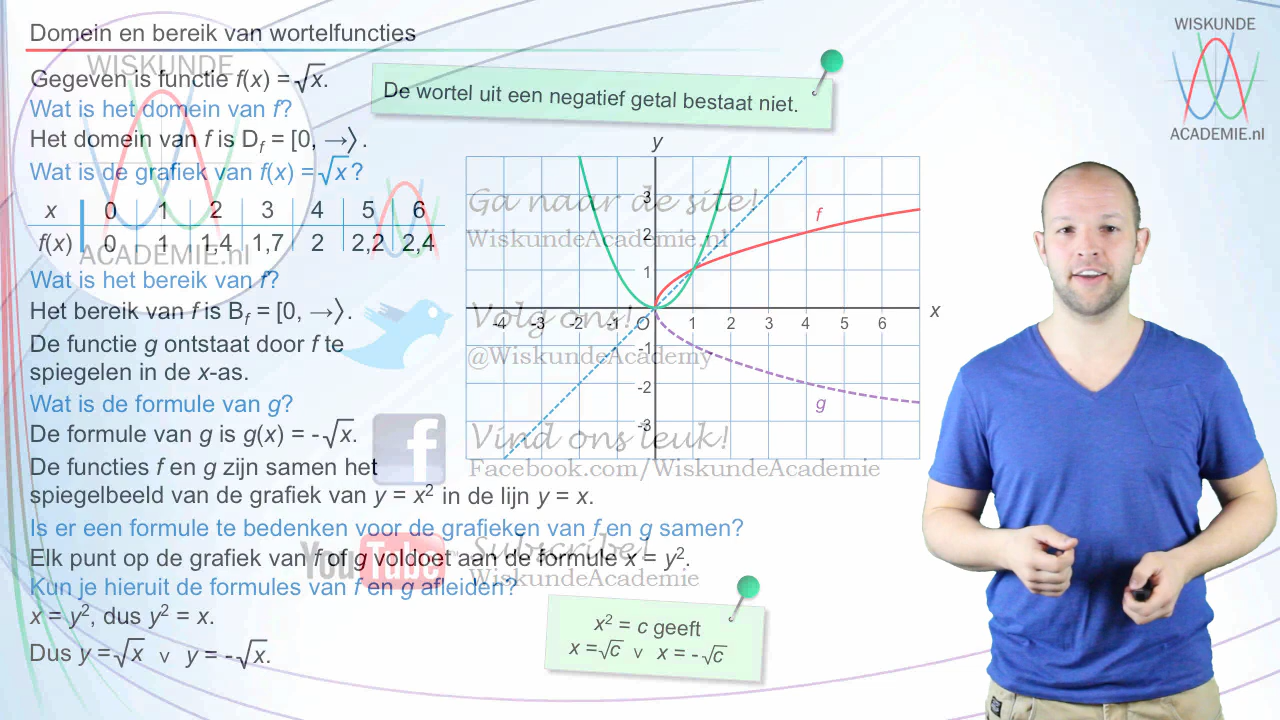 Domein en bereik van wortelfuncties
Gegeven is functie f(x) = √x.
Wat is het domein van f?
Het domein van f is D_f = [0, →⟩.
Wat is de grafiek van f(x) = √x?
x 0 1 2 3 4 5 6
f(x) 0 1 1,4 1,7 2 2,2 2,4
Wat is het bereik van f?
Het bereik van f is B_f = [0, →⟩.
De functie g ontstaat door f te
spiegelen in de x-as.
Wat is de formule van g?
De formule van g is g(x) = -√x.
De functies f en g zijn samen het
spiegelbeeld van de grafiek van y = x² in de lijn y = x.
Is er een formule te bedenken voor de grafieken van f en g samen?
Elk punt op de grafiek van f of g voldoet aan de formule x = y².
Kun je hieruit de formules van f en g afleiden?
x = y², dus y² = x.
Dus y = √x ∨ y = -√x.
De wortel uit een negatief getal bestaat niet.
y
3
2
1
-4 -3 -2 -1 O 1 2 3 4 5 6 x
-1
-2
-3
f
g
x² = c geeft
x = √c ∨ x = -√c
WISKUNDE
ACADEMIE.nl
WISKUNDE
ACADEMIE.nl
Ga naar de site!
WiskundeAcademie.nl
Volg ons!
@WiskundeAcademy
f
Vind ons leuk!
Facebook.com/WiskundeAcademie
YouTube
Subscribe!
WiskundeAcademie